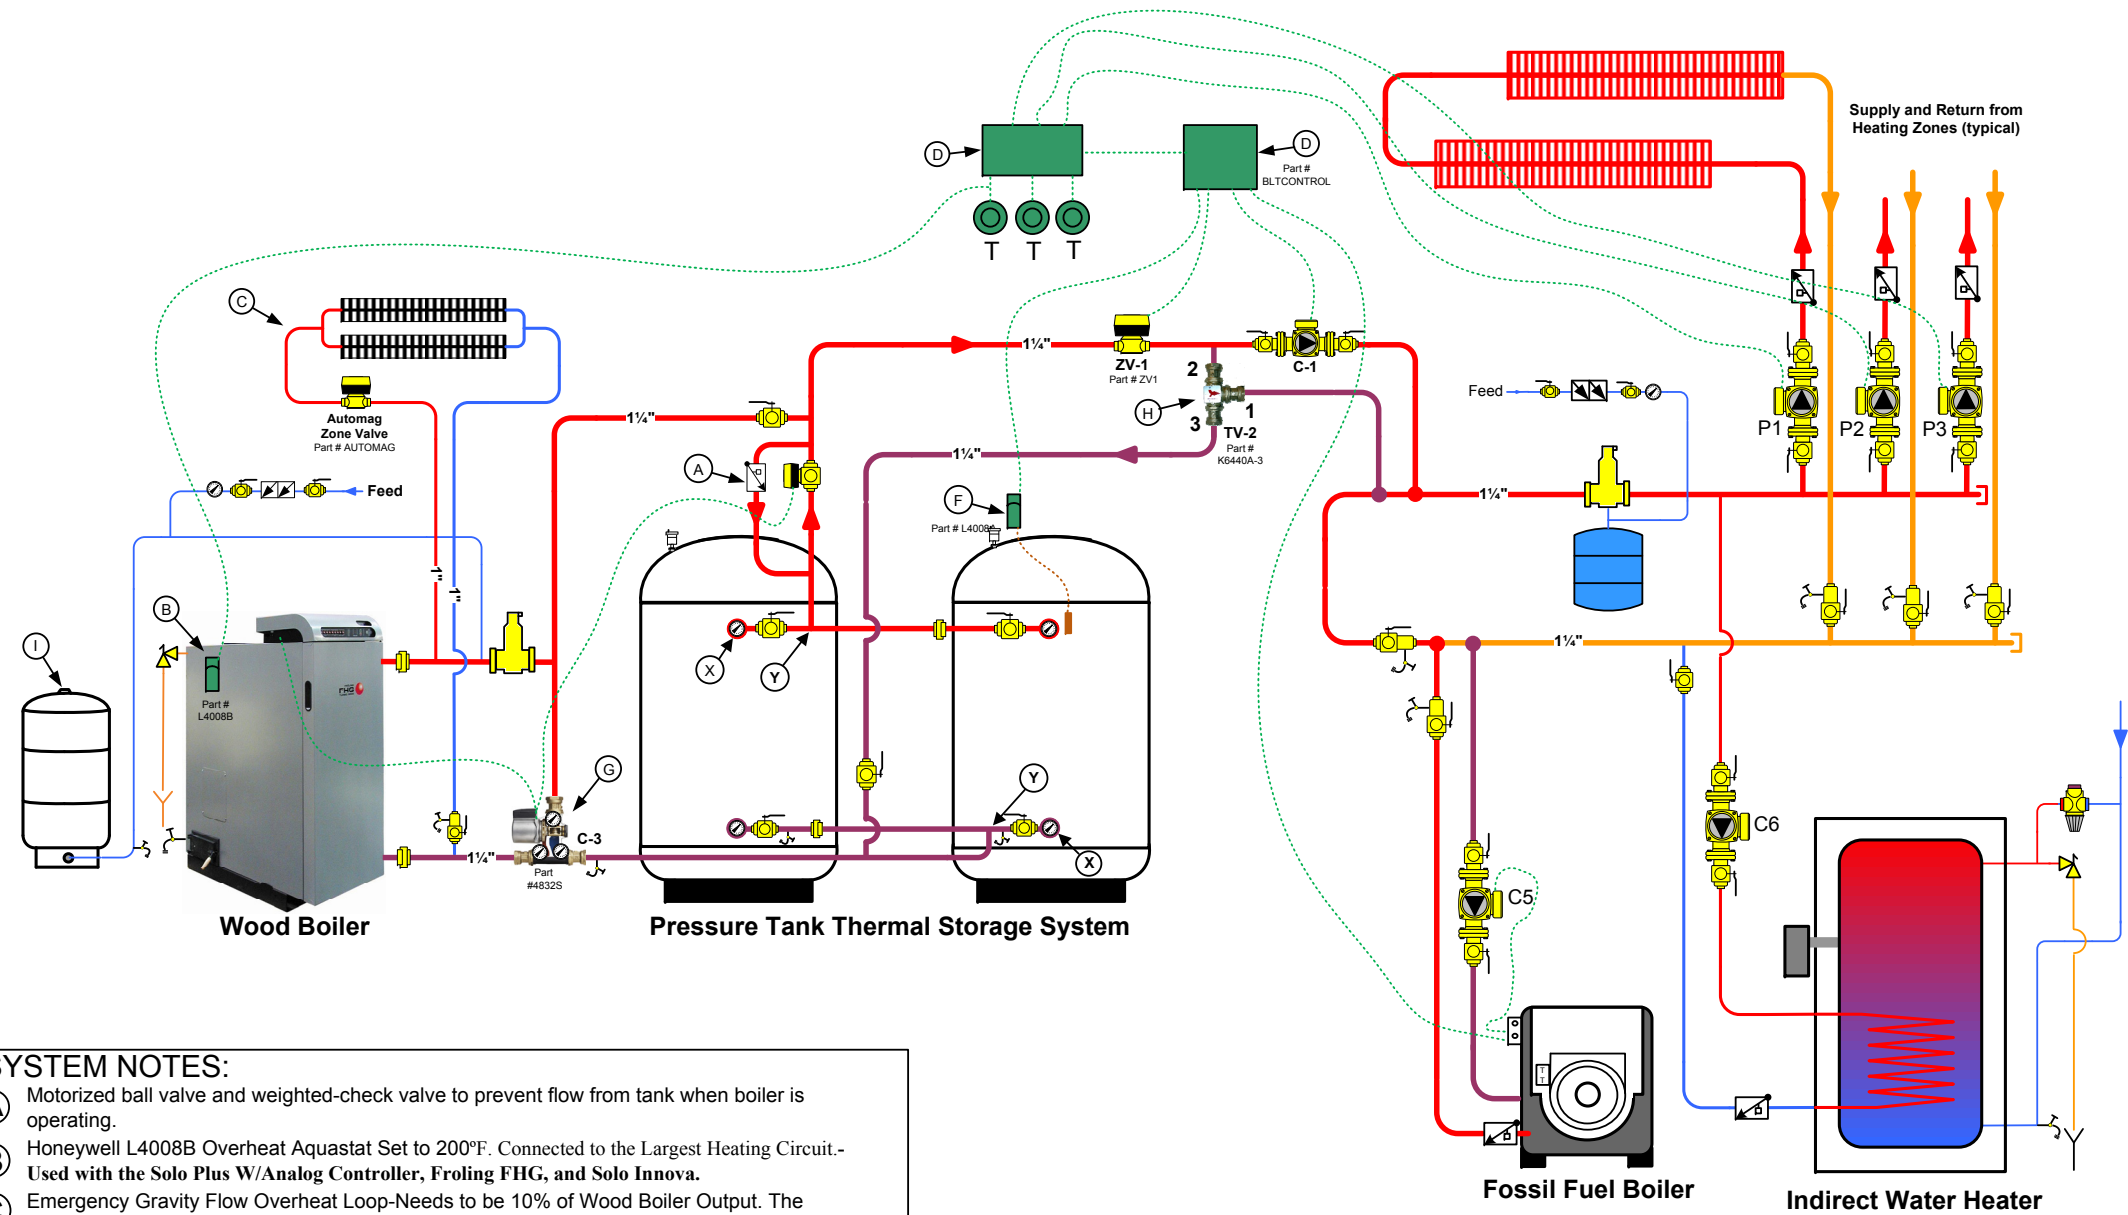 Supply and Return from
Heating Zones (typical)
D
D
Part #
BLTCONTROL
T T T
C
1¼"
ZV-1
Part # ZV1
2
C-1
H
1
3
TV-2
Part #
K6440A-3
Feed
P1
P2
P3
Automag
Zone Valve
Part # AUTOMAG
1¼"
1¼"
A
Feed
F
Part # L4008A
1¼"
1"
1"
B
I
Part #
L4008B
FHG
X
Y
1¼"
G
C-3
1¼"
Part
#4832S
Y
X
C6
C5
Wood Boiler
Pressure Tank Thermal Storage System
T
T
Fossil Fuel Boiler
Indirect Water Heater
SYSTEM NOTES:
A Motorized ball valve and weighted-check valve to prevent flow from tank when boiler is
operating.
B Honeywell L4008B Overheat Aquastat Set to 200ºF. Connected to the Largest Heating Circuit.-
Used with the Solo Plus W/Analog Controller, Froling FHG, and Solo Innova.
C Emergency Gravity Flow Overheat Loop-Needs to be 10% of Wood Boiler Output. The